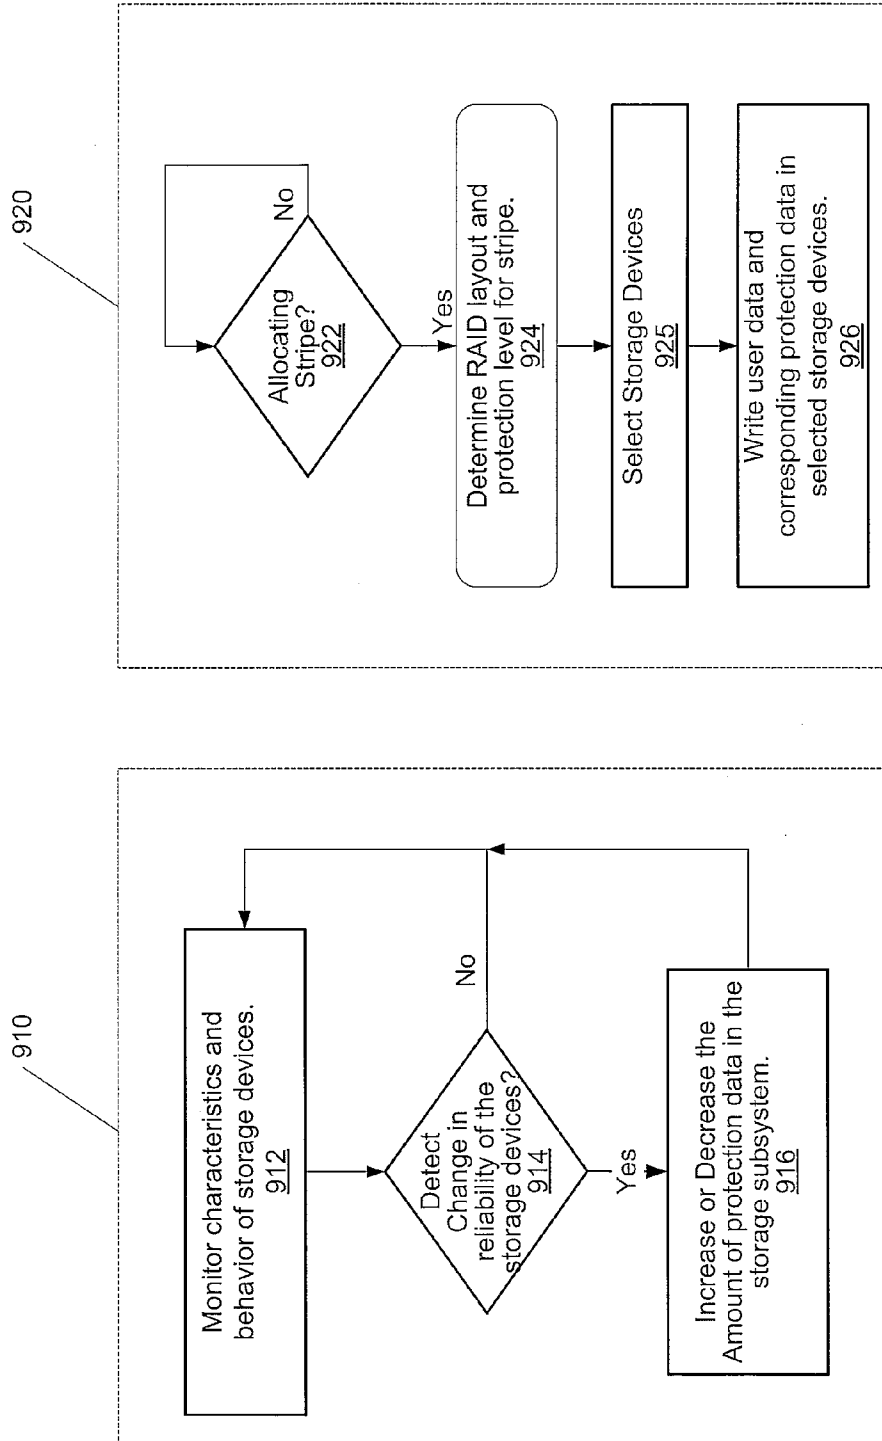 910
Monitor characteristics and
behavior of storage devices.
912
Detect
Change in
reliability of the
storage devices?
914
No
Yes
Increase or Decrease the
Amount of protection data in the
storage subsystem.
916
920
Allocating
Stripe?
922
No
Yes
Determine RAID layout and
protection level for stripe.
924
Select Storage Devices
925
Write user data and
corresponding protection data in
selected storage devices.
926